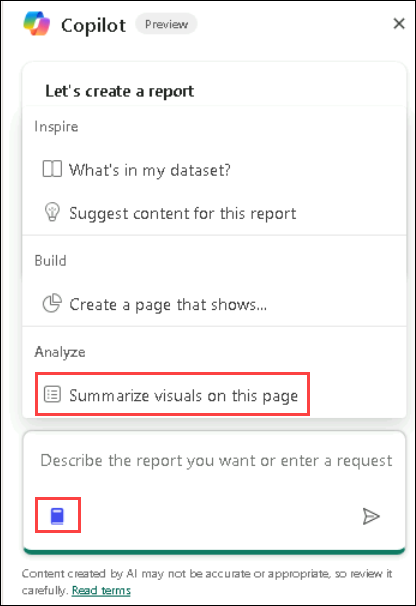 Copilot Preview
Let's create a report
Inspire
What's in my dataset?
Suggest content for this report
Build
Create a page that shows...
Analyze
Summarize visuals on this page
Describe the report you want or enter a request
Content created by AI may not be accurate or appropriate, so review it
carefully. Read terms